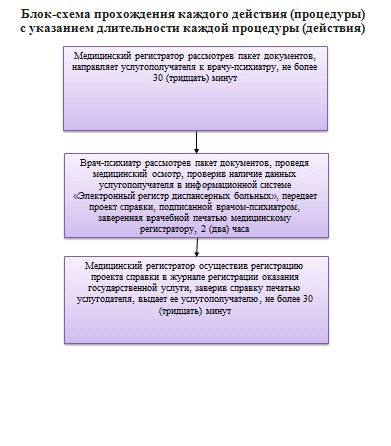 Блок-схема прохождения каждого действия (процедуры)
с указанием длительности каждой процедуры (действия)
Медицинский регистратор рассмотрев пакет документов,
направляет услугополучателя к врачу-психиатру, не более
30 (тридцать) минут
Врач-психиатр рассмотрев пакет документов, проведя
медицинский осмотр, проверив наличие данных
услугополучателя в информационной системе
«Электронный регистр диспансерных больных», передает
проект справки, подписанной врачом-психиатром,
заверенная врачебной печатью медицинскому
регистратору, 2 (два) часа
Медицинский регистратор осуществив регистрацию
проекта справки в журнале регистрации оказания
государственной услуги, заверив справку печатью
услугодателя, выдает ее услугополучателю, не более 30
(тридцать) минут